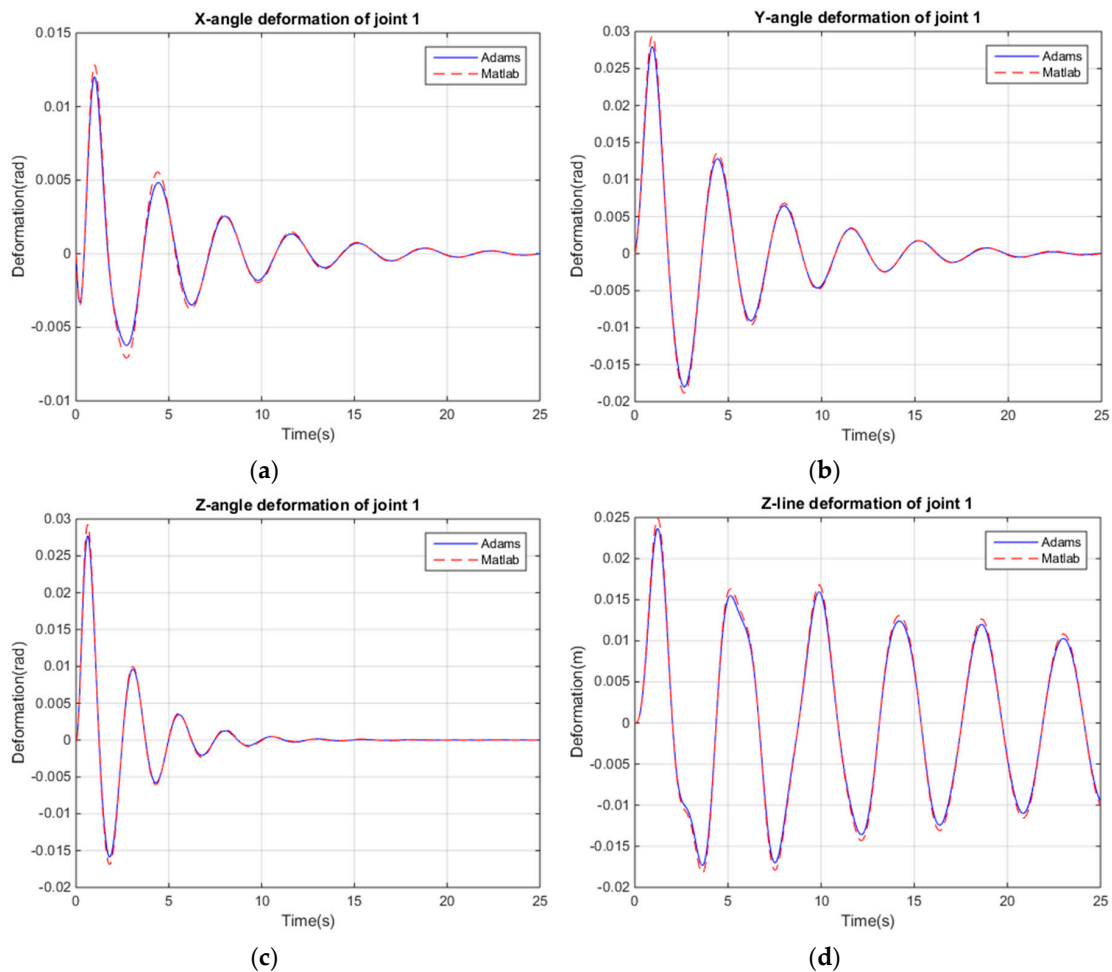 X-angle deformation of joint 1
0.015
0.01
0.005
0
-0.005
-0.01
Deformation(rad)
Adams
Matlab
0 5 10 15 20 25
Time(s)
(a)
Y-angle deformation of joint 1
0.03
0.025
0.02
0.015
0.01
0.005
0
-0.005
-0.01
-0.015
-0.02
Deformation(rad)
Adams
Matlab
0 5 10 15 20 25
Time(s)
(b)
Z-angle deformation of joint 1
0.03
0.025
0.02
0.015
0.01
0.005
0
-0.005
-0.01
-0.015
-0.02
Deformation(rad)
Adams
Matlab
0 5 10 15 20 25
Time(s)
(c)
Z-line deformation of joint 1
0.025
0.02
0.015
0.01
0.005
0
-0.005
-0.01
-0.015
-0.02
Deformation(m)
Adams
Matlab
0 5 10 15 20 25
Time(s)
(d)